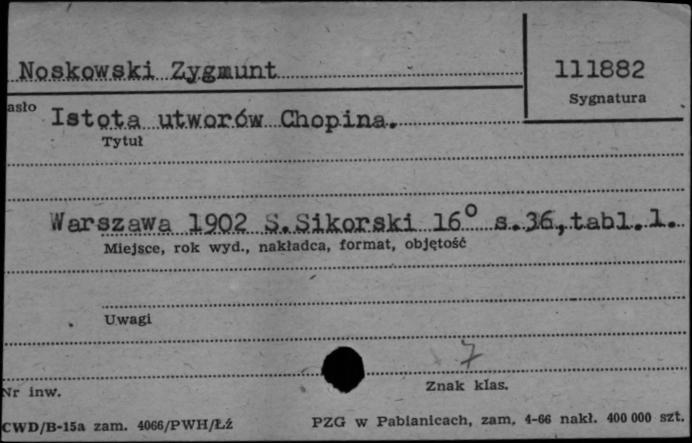 Noskowski Zygmunt
111882
Sygnatura
asło
Istota utworów Chopina.
Tytuł
Warszawa 1902 S.Sikorski 16° s.36,tabl.1.
Miejsce, rok wyd., nakładca, format, objętość
Uwagi
7
Nr inw.
Znak klas.
CWD/B-15a zam. 4066/PWH/Łź
PZG w Pabianicach, zam. 4-66 nakł. 400 000 szt.